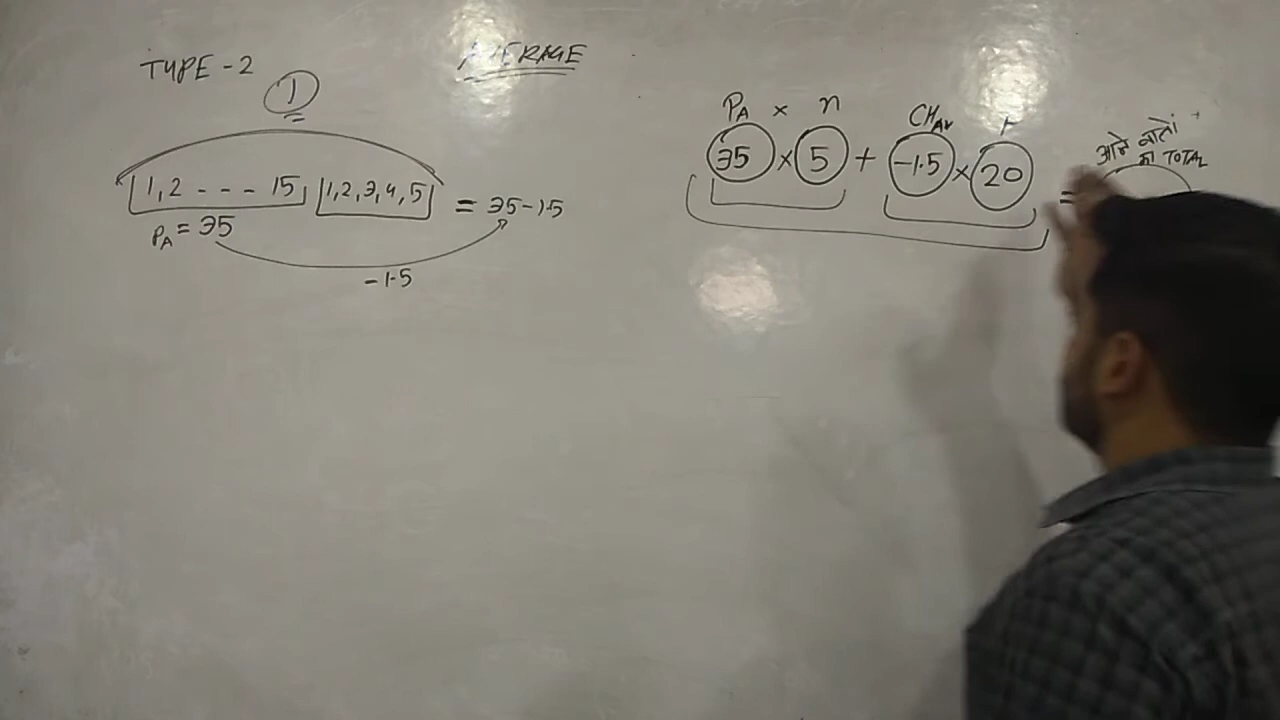 TYPE-2
AVERAGE
1
1,2 - - - 15 1,2,3,4,5 = 35-1.5
PA = 35
-1.5
PA × n
CHAv
35 × 5 + -1.5 × 20 =
आने वालों
का TOTAL